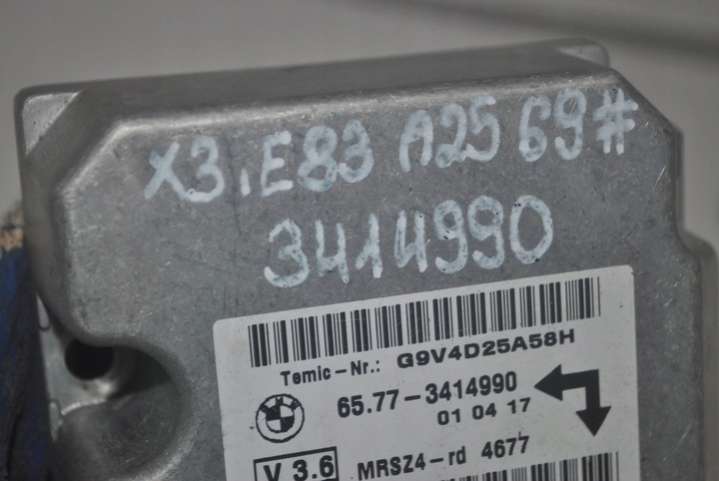 X3.E83 A25 69#
3414990
Temic-Nr.: G9V4D25A58H
65.77-3414990
01 04 17
V 3.6 MRSZ4-rd 4677